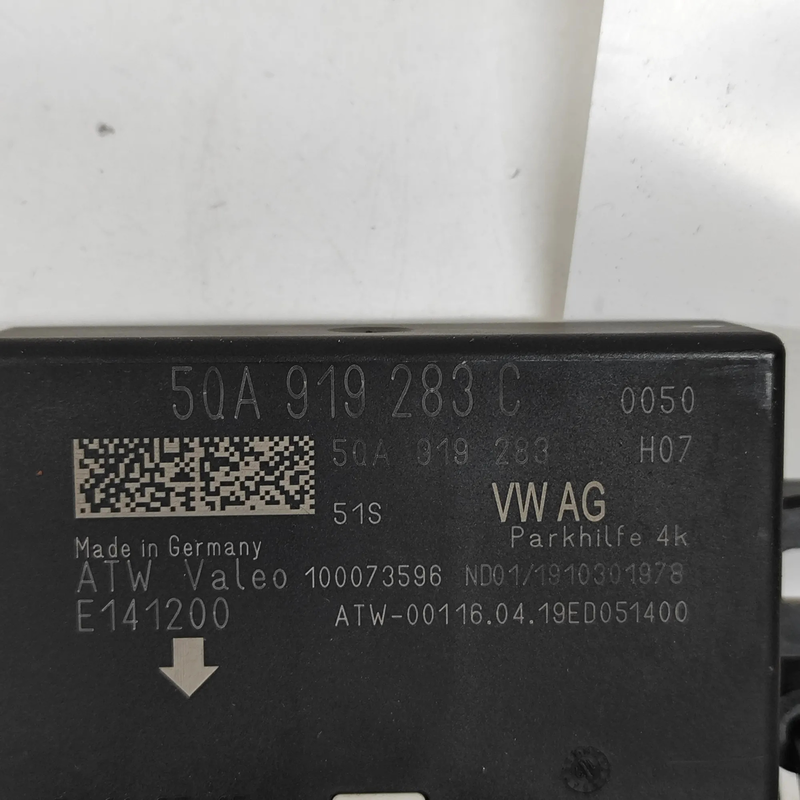 5QA 919 283 C 0050
5QA 919 283 H07
51S VW AG
Parkhilfe 4k
Made in Germany
ATW Valeo 100073596 ND01/1910301978
E141200 ATW-00116.04.19ED051400